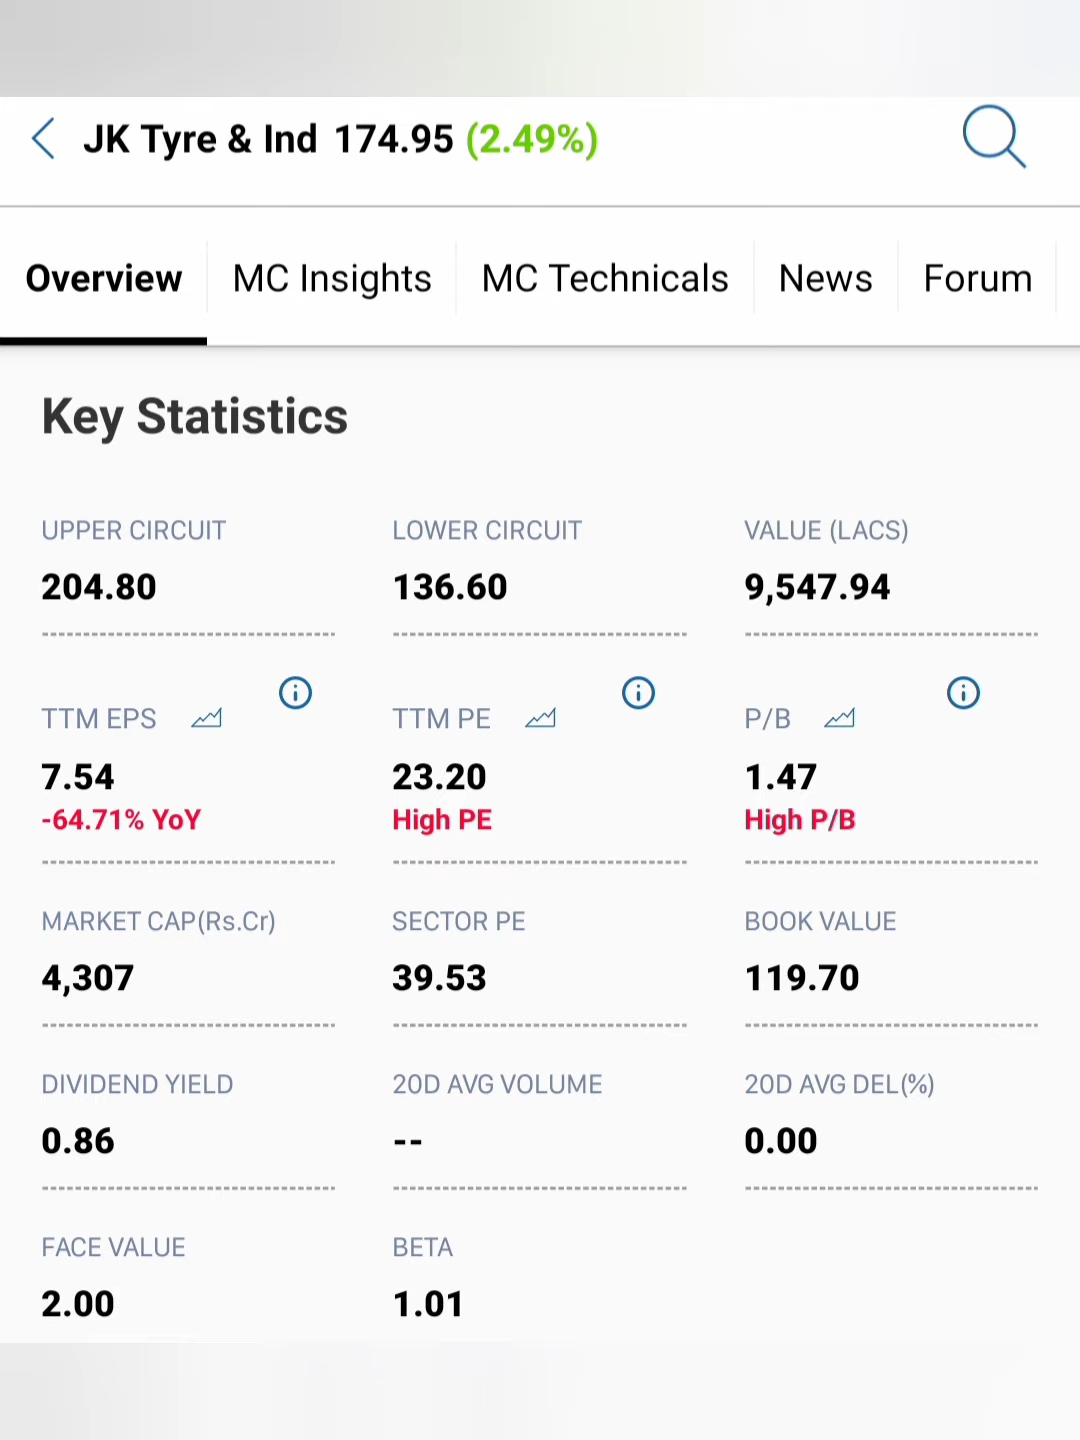 JK Tyre & Ind 174.95 (2.49%)
Overview MC Insights MC Technicals News Forum
Key Statistics
UPPER CIRCUIT LOWER CIRCUIT VALUE (LACS)
204.80 136.60 9,547.94
TTM EPS TTM PE P/B
7.54 23.20 1.47
-64.71% YoY High PE High P/B
MARKET CAP(Rs.Cr) SECTOR PE BOOK VALUE
4,307 39.53 119.70
DIVIDEND YIELD 20D AVG VOLUME 20D AVG DEL(%)
0.86 -- 0.00
FACE VALUE BETA
2.00 1.01